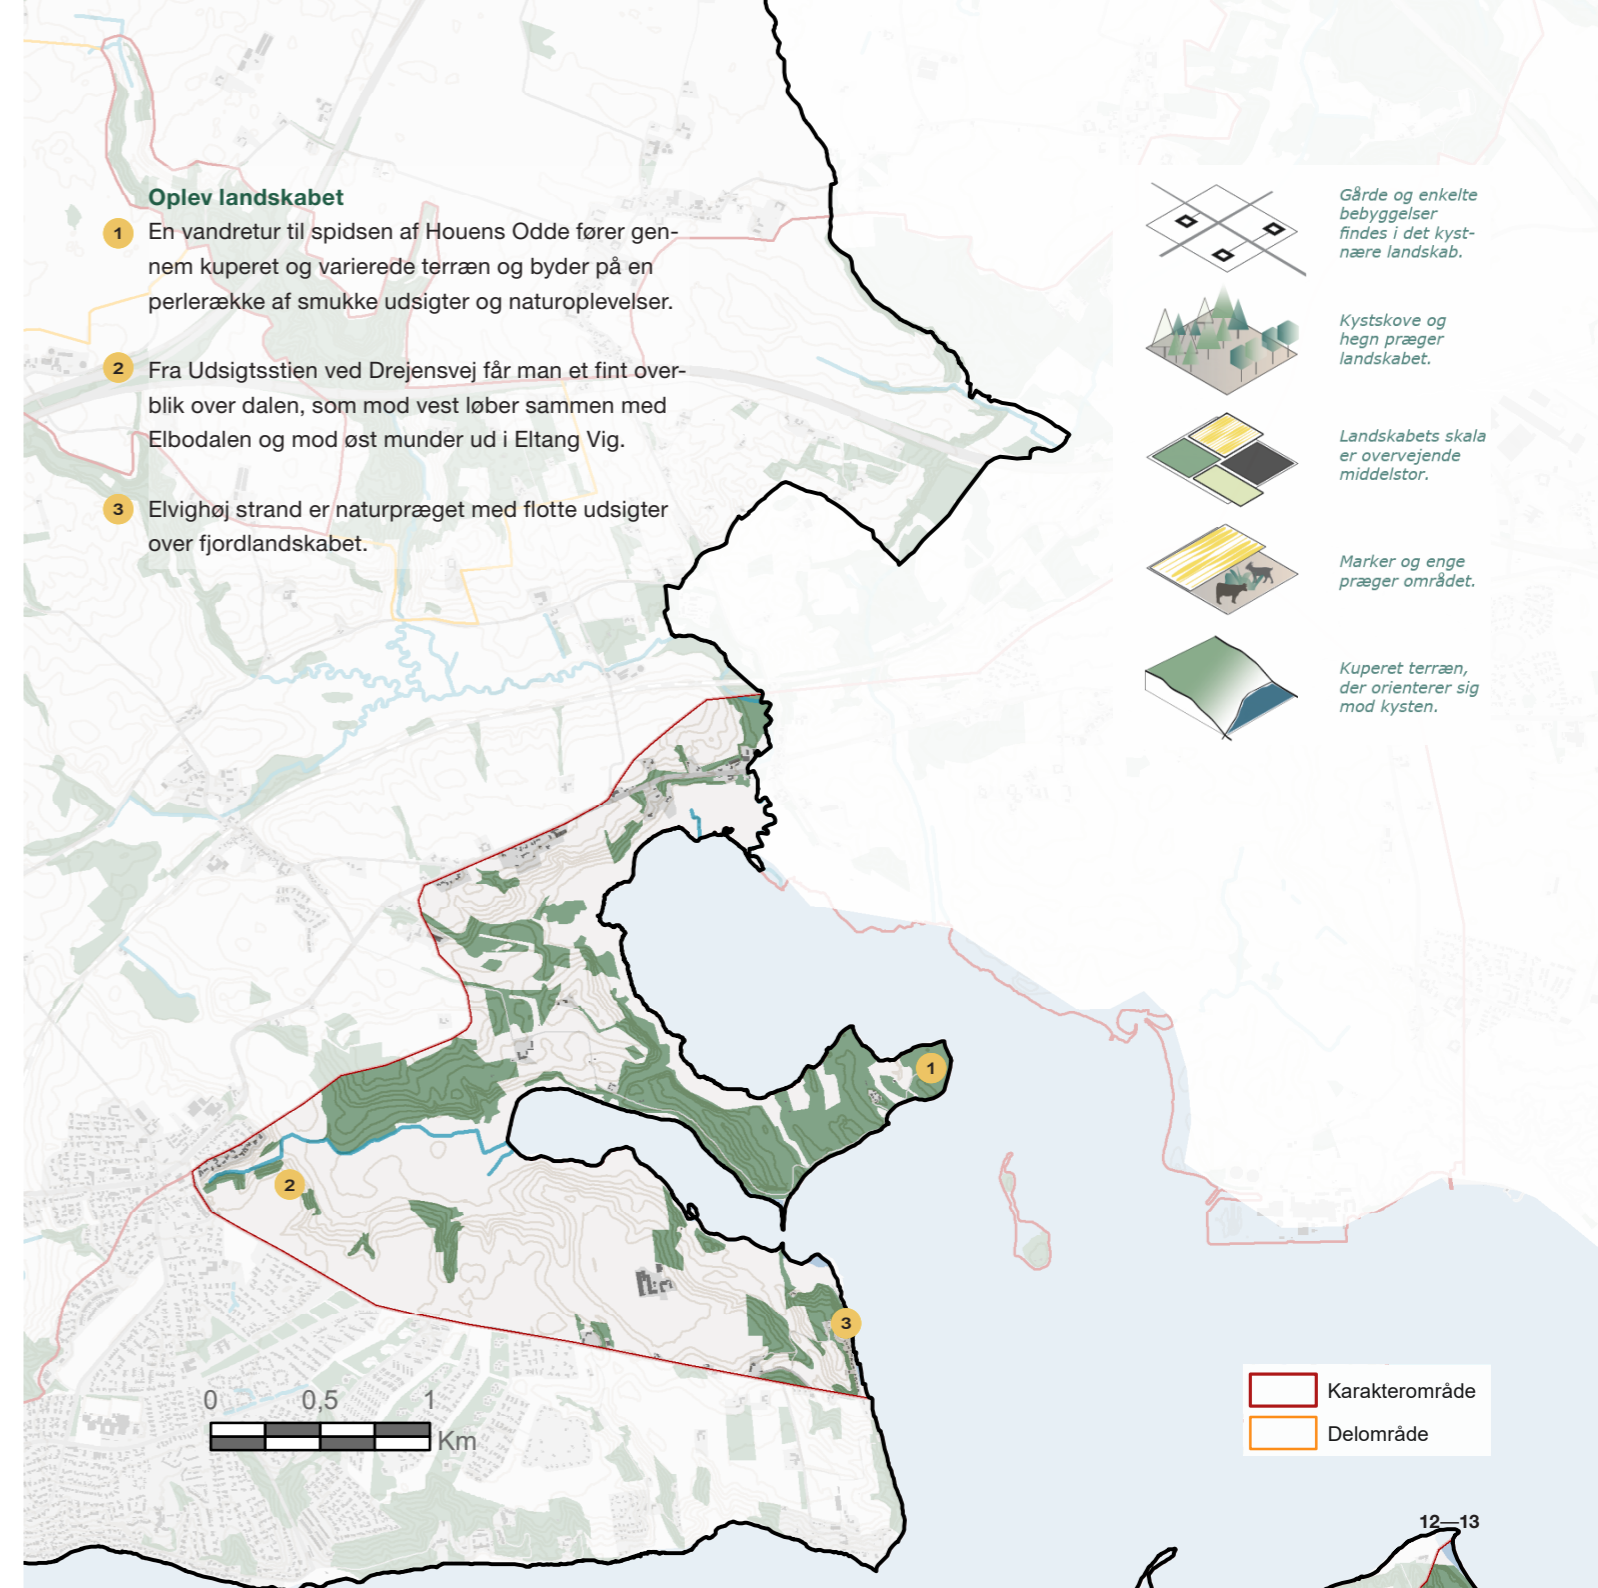 Oplev landskabet
1 En vandretur til spidsen af Houens Odde fører gen-
nem kuperet og varierede terræn og byder på en
perlerække af smukke udsigter og naturoplevelser.
2 Fra Udsigtsstien ved Drejensvej får man et fint over-
blik over dalen, som mod vest løber sammen med
Elbodalen og mod øst munder ud i Eltang Vig.
3 Elvighøj strand er naturpræget med flotte udsigter
over fjordlandskabet.
Gårde og enkelte
bebyggelser
findes i det kyst-
nære landskab.
Kystskove og
hegn præger
landskabet.
Landskabets skala
er overvejende
middelstor.
Marker og enge
præger området.
Kuperet terræn,
der orienterer sig
mod kysten.
1
2
3
0 0,5 1
Km
Karakterområde
Delområde
12—13